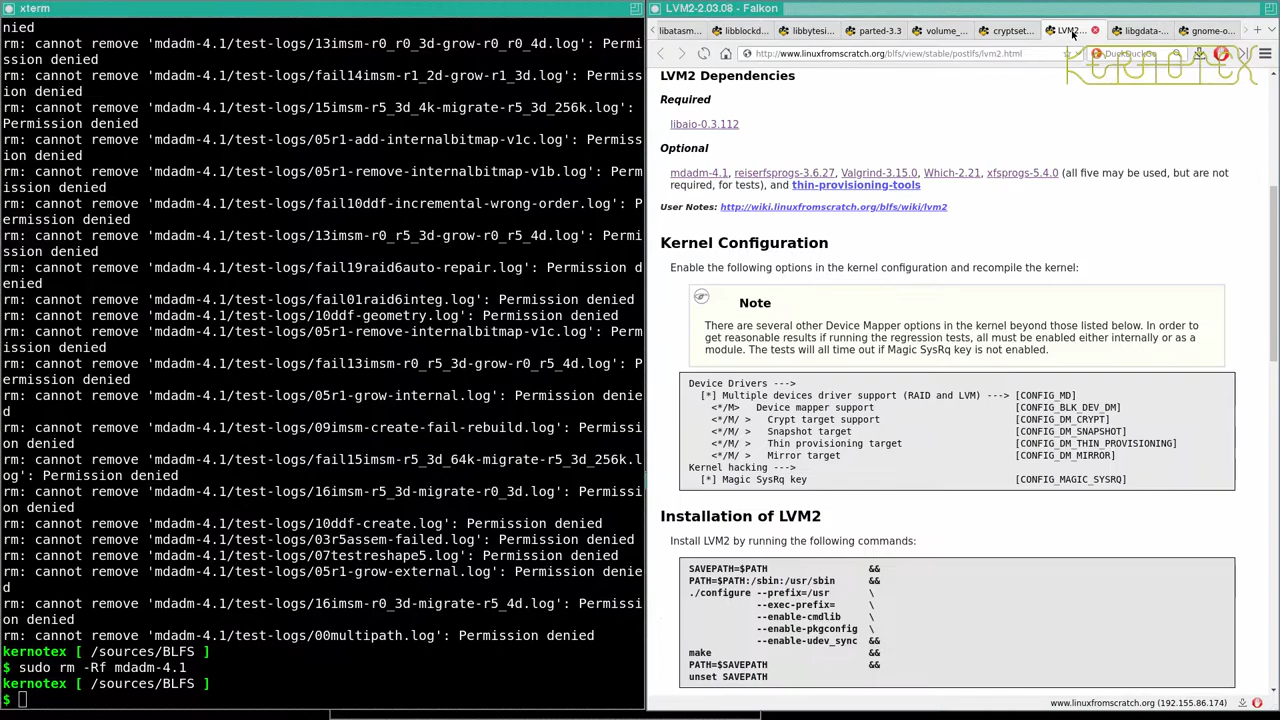 xterm
nied
rm: cannot remove 'mdadm-4.1/test-logs/13imsm-r0_r0_3d-grow-r0_r0_4d.log': Permi
ssion denied
rm: cannot remove 'mdadm-4.1/test-logs/fail14imsm-r1_2d-grow-r1_3d.log': Permiss
ion denied
rm: cannot remove 'mdadm-4.1/test-logs/15imsm-r5_3d_4k-migrate-r5_3d_256k.log':
Permission denied
rm: cannot remove 'mdadm-4.1/test-logs/05r1-add-internalbitmap-v1c.log': Permiss
ion denied
rm: cannot remove 'mdadm-4.1/test-logs/05r1-remove-internalbitmap-v1b.log': Perm
ission denied
rm: cannot remove 'mdadm-4.1/test-logs/fail10ddf-incremental-wrong-order.log': P
ermission denied
rm: cannot remove 'mdadm-4.1/test-logs/13imsm-r0_r5_3d-grow-r0_r5_4d.log': Permi
ssion denied
rm: cannot remove 'mdadm-4.1/test-logs/fail19raid6auto-repair.log': Permission d
enied
rm: cannot remove 'mdadm-4.1/test-logs/fail01raid6integ.log': Permission denied
rm: cannot remove 'mdadm-4.1/test-logs/10ddf-geometry.log': Permission denied
rm: cannot remove 'mdadm-4.1/test-logs/05r1-remove-internalbitmap-v1c.log': Perm
ission denied
rm: cannot remove 'mdadm-4.1/test-logs/fail13imsm-r0_r5_3d-grow-r0_r5_4d.log': P
ermission denied
rm: cannot remove 'mdadm-4.1/test-logs/05r1-grow-internal.log': Permission denie
d
rm: cannot remove 'mdadm-4.1/test-logs/09imsm-create-fail-rebuild.log': Permissi
on denied
rm: cannot remove 'mdadm-4.1/test-logs/fail15imsm-r5_3d_64k-migrate-r5_3d_256k.l
og': Permission denied
rm: cannot remove 'mdadm-4.1/test-logs/16imsm-r5_3d-migrate-r0_3d.log': Permissi
on denied
rm: cannot remove 'mdadm-4.1/test-logs/10ddf-create.log': Permission denied
rm: cannot remove 'mdadm-4.1/test-logs/03r5assem-failed.log': Permission denied
rm: cannot remove 'mdadm-4.1/test-logs/07testreshape5.log': Permission denied
rm: cannot remove 'mdadm-4.1/test-logs/05r1-grow-external.log': Permission denie
d
rm: cannot remove 'mdadm-4.1/test-logs/16imsm-r0_3d-migrate-r5_4d.log': Permissi
on denied
rm: cannot remove 'mdadm-4.1/test-logs/00multipath.log': Permission denied
kernotex [ /sources/BLFS ]
$ sudo rm -Rf mdadm-4.1
kernotex [ /sources/BLFS ]
$
LVM2-2.03.08 - Falkon
libatasm... libblockd... libbytesi... parted-3.3 volume_... cryptset... LVM2... libgdata-... gnome-o...
http://www.linuxfromscratch.org/blfs/view/stable/postlfs/lvm2.html DuckDuckGo
KERNOTEX
LVM2 Dependencies
Required
libaio-0.3.112
Optional
mdadm-4.1, reiserfsprogs-3.6.27, Valgrind-3.15.0, Which-2.21, xfsprogs-5.4.0 (all five may be used, but are not
required, for tests), and thin-provisioning-tools
User Notes: http://wiki.linuxfromscratch.org/blfs/wiki/lvm2
Kernel Configuration
Enable the following options in the kernel configuration and recompile the kernel:
Note
There are several other Device Mapper options in the kernel beyond those listed below. In order to
get reasonable results if running the regression tests, all must be enabled either internally or as a
module. The tests will all time out if Magic SysRq key is not enabled.
Device Drivers --->
[*] Multiple devices driver support (RAID and LVM) ---> [CONFIG_MD]
<*/M> Device mapper support [CONFIG_BLK_DEV_DM]
<*/M/ > Crypt target support [CONFIG_DM_CRYPT]
<*/M/ > Snapshot target [CONFIG_DM_SNAPSHOT]
<*/M/ > Thin provisioning target [CONFIG_DM_THIN_PROVISIONING]
<*/M/ > Mirror target [CONFIG_DM_MIRROR]
Kernel hacking --->
[*] Magic SysRq key [CONFIG_MAGIC_SYSRQ]
Installation of LVM2
Install LVM2 by running the following commands:
SAVEPATH=$PATH &&
PATH=$PATH:/sbin:/usr/sbin &&
./configure --prefix=/usr \
--exec-prefix= \
--enable-cmdlib \
--enable-pkgconfig \
--enable-udev_sync &&
make &&
PATH=$SAVEPATH &&
unset SAVEPATH
www.linuxfromscratch.org (192.155.86.174)